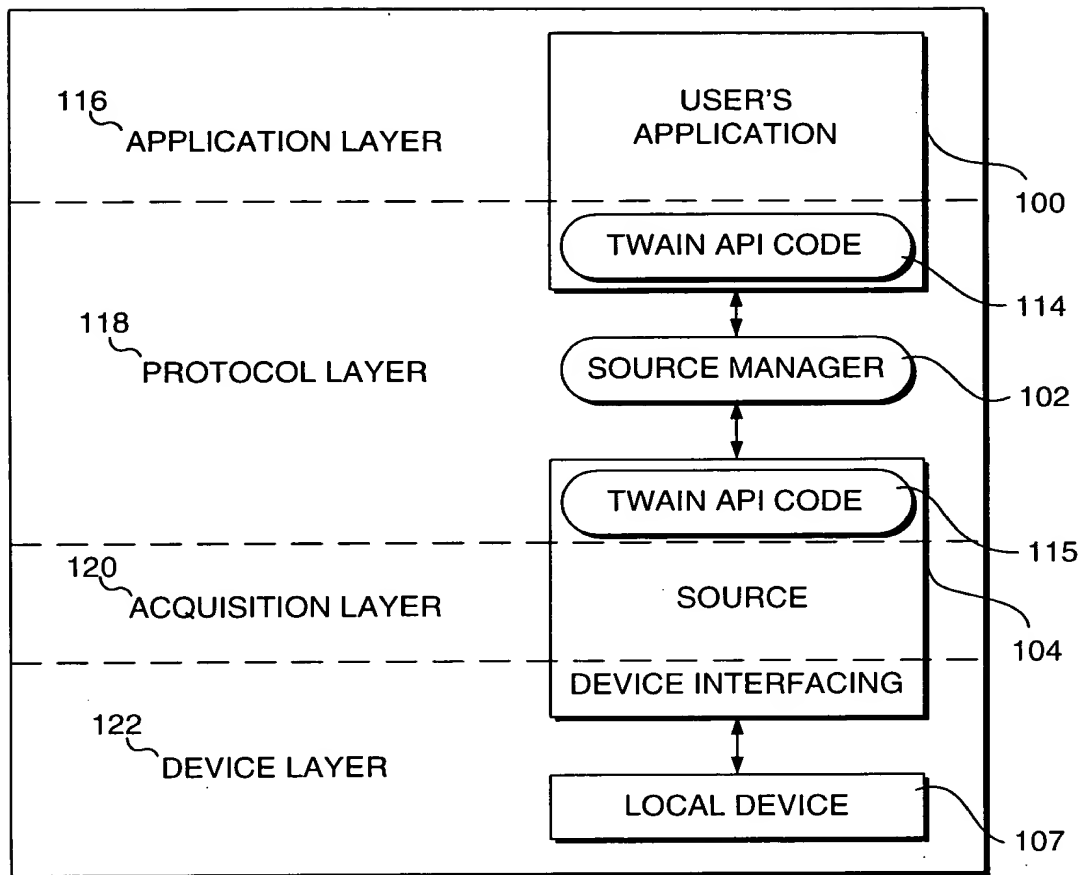 116
APPLICATION LAYER
USER'S
APPLICATION
100
TWAIN API CODE
114
118
PROTOCOL LAYER
SOURCE MANAGER
102
TWAIN API CODE
115
120
ACQUISITION LAYER
SOURCE
104
DEVICE INTERFACING
122
DEVICE LAYER
LOCAL DEVICE
107